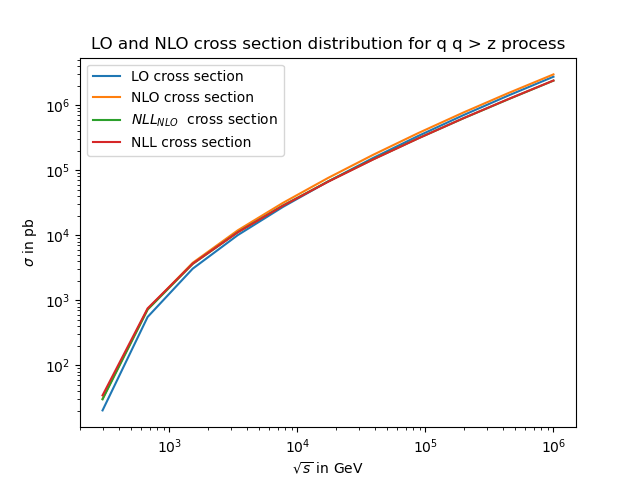 LO and NLO cross section distribution for q q > z process
LO cross section
NLO cross section
NLL_{NLO} cross section
NLL cross section
10^6
10^5
10^4
10^3
10^2
σ in pb
10^3 10^4 10^5 10^6
√s in GeV